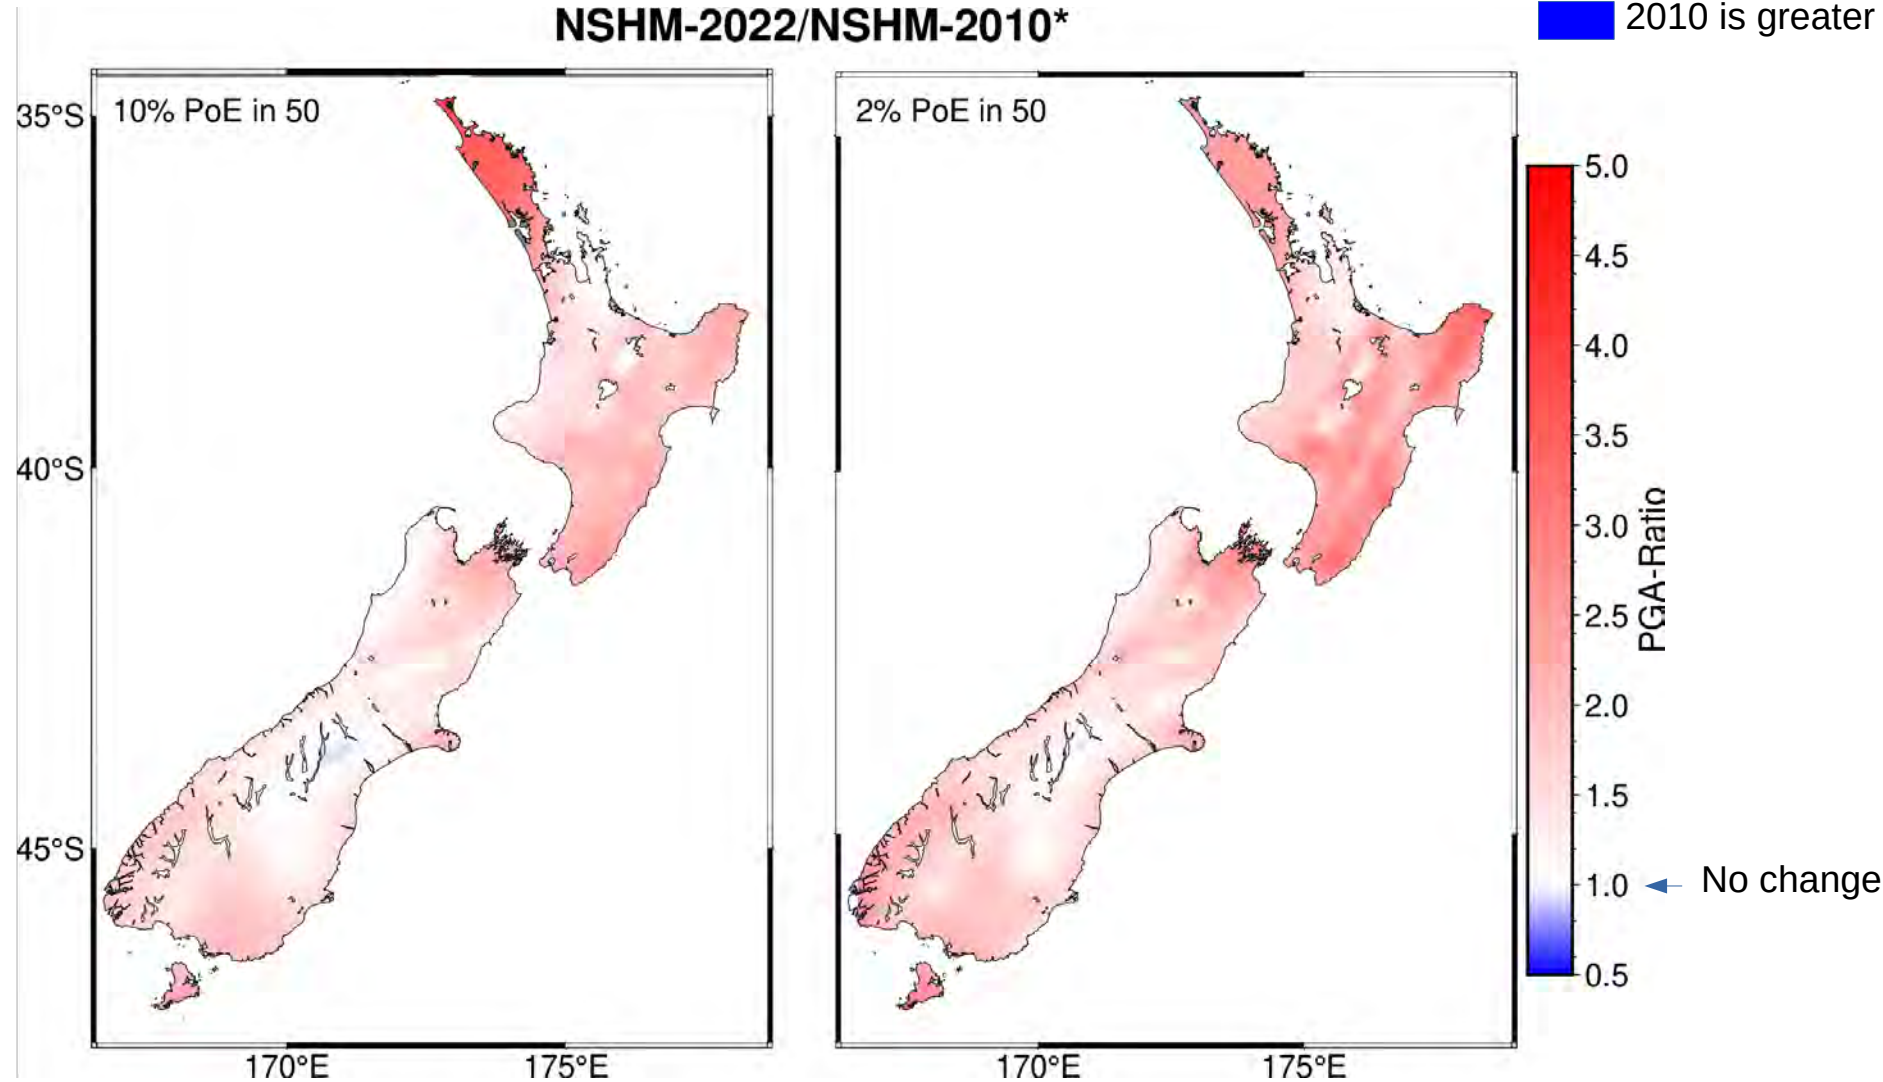 NSHM-2022/NSHM-2010*
2010 is greater
10% PoE in 50
2% PoE in 50
35°S
40°S
45°S
170°E
175°E
170°E
175°E
5.0
4.5
4.0
3.5
3.0
2.5
2.0
1.5
1.0
0.5
PGA-Ratio
No change